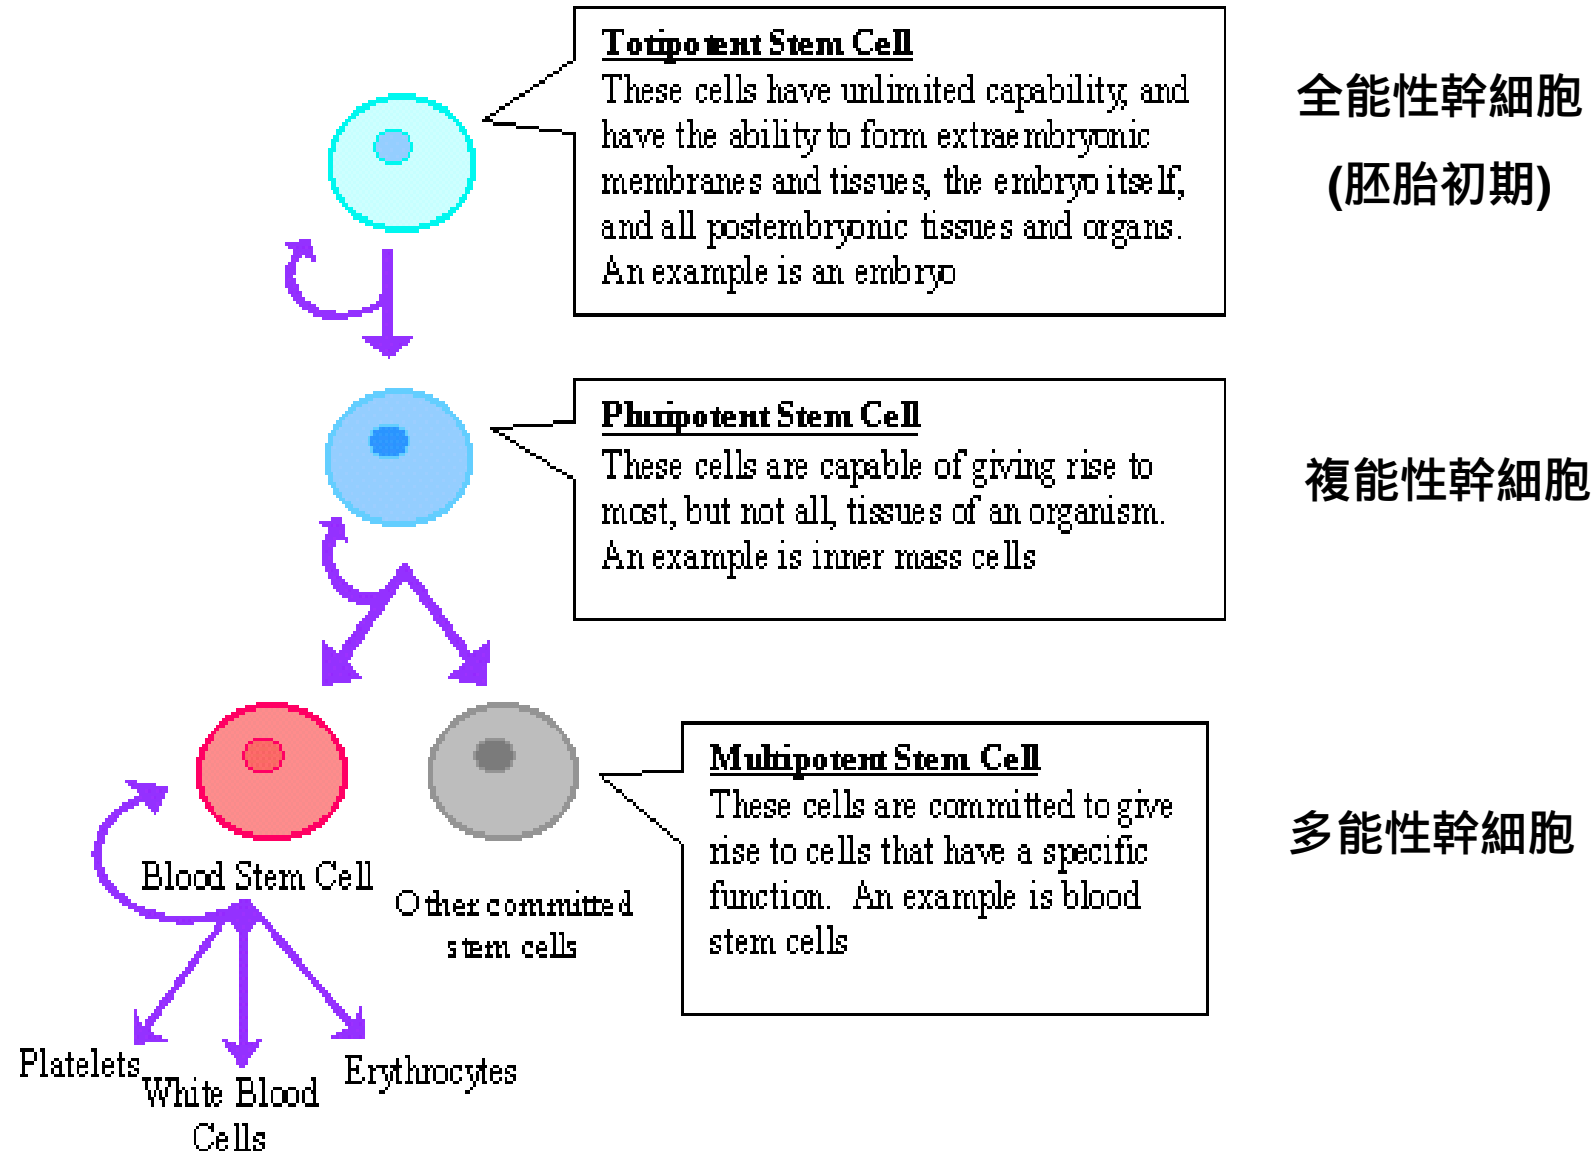 Totipotent Stem Cell
These cells have unlimited capability, and
have the ability to form extraembryonic
membranes and tissues, the embryo itself,
and all postembryonic tissues and organs.
An example is an embryo
全能性幹細胞
(胚胎初期)
Pluripotent Stem Cell
These cells are capable of giving rise to
most, but not all, tissues of an organism.
An example is inner mass cells
複能性幹細胞
Multipotent Stem Cell
These cells are committed to give
rise to cells that have a specific
function. An example is blood
stem cells
多能性幹細胞
Blood Stem Cell
Other committed
stem cells
Platelets
White Blood
Cells
Erythrocytes